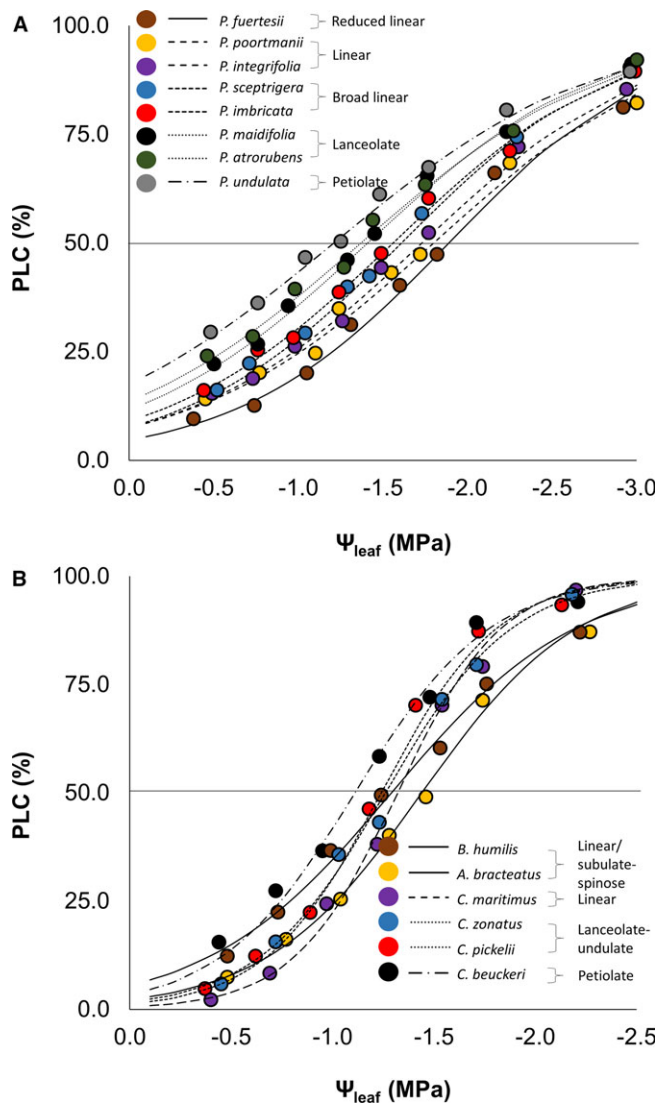 A
P. fuertesii Reduced linear
P. poortmanii
Linear
P. integrifolia
P. sceptrigera
Broad linear
P. imbricata
P. maidifolia
Lanceolate
P. atrorubens
P. undulata Petiolate
100.0
75.0
50.0
25.0
0.0
PLC (%)
0.0 -0.5 -1.0 -1.5 -2.0 -2.5 -3.0
Ψleaf (MPa)
B
100.0
75.0
50.0
25.0
0.0
PLC (%)
B. humilis Linear/
subulate-
A. bracteatus spinose
C. maritimus Linear
C. zonatus Lanceolate-
C. pickelii undulate
C. beuckeri Petiolate
0.0 -0.5 -1.0 -1.5 -2.0 -2.5
Ψleaf (MPa)